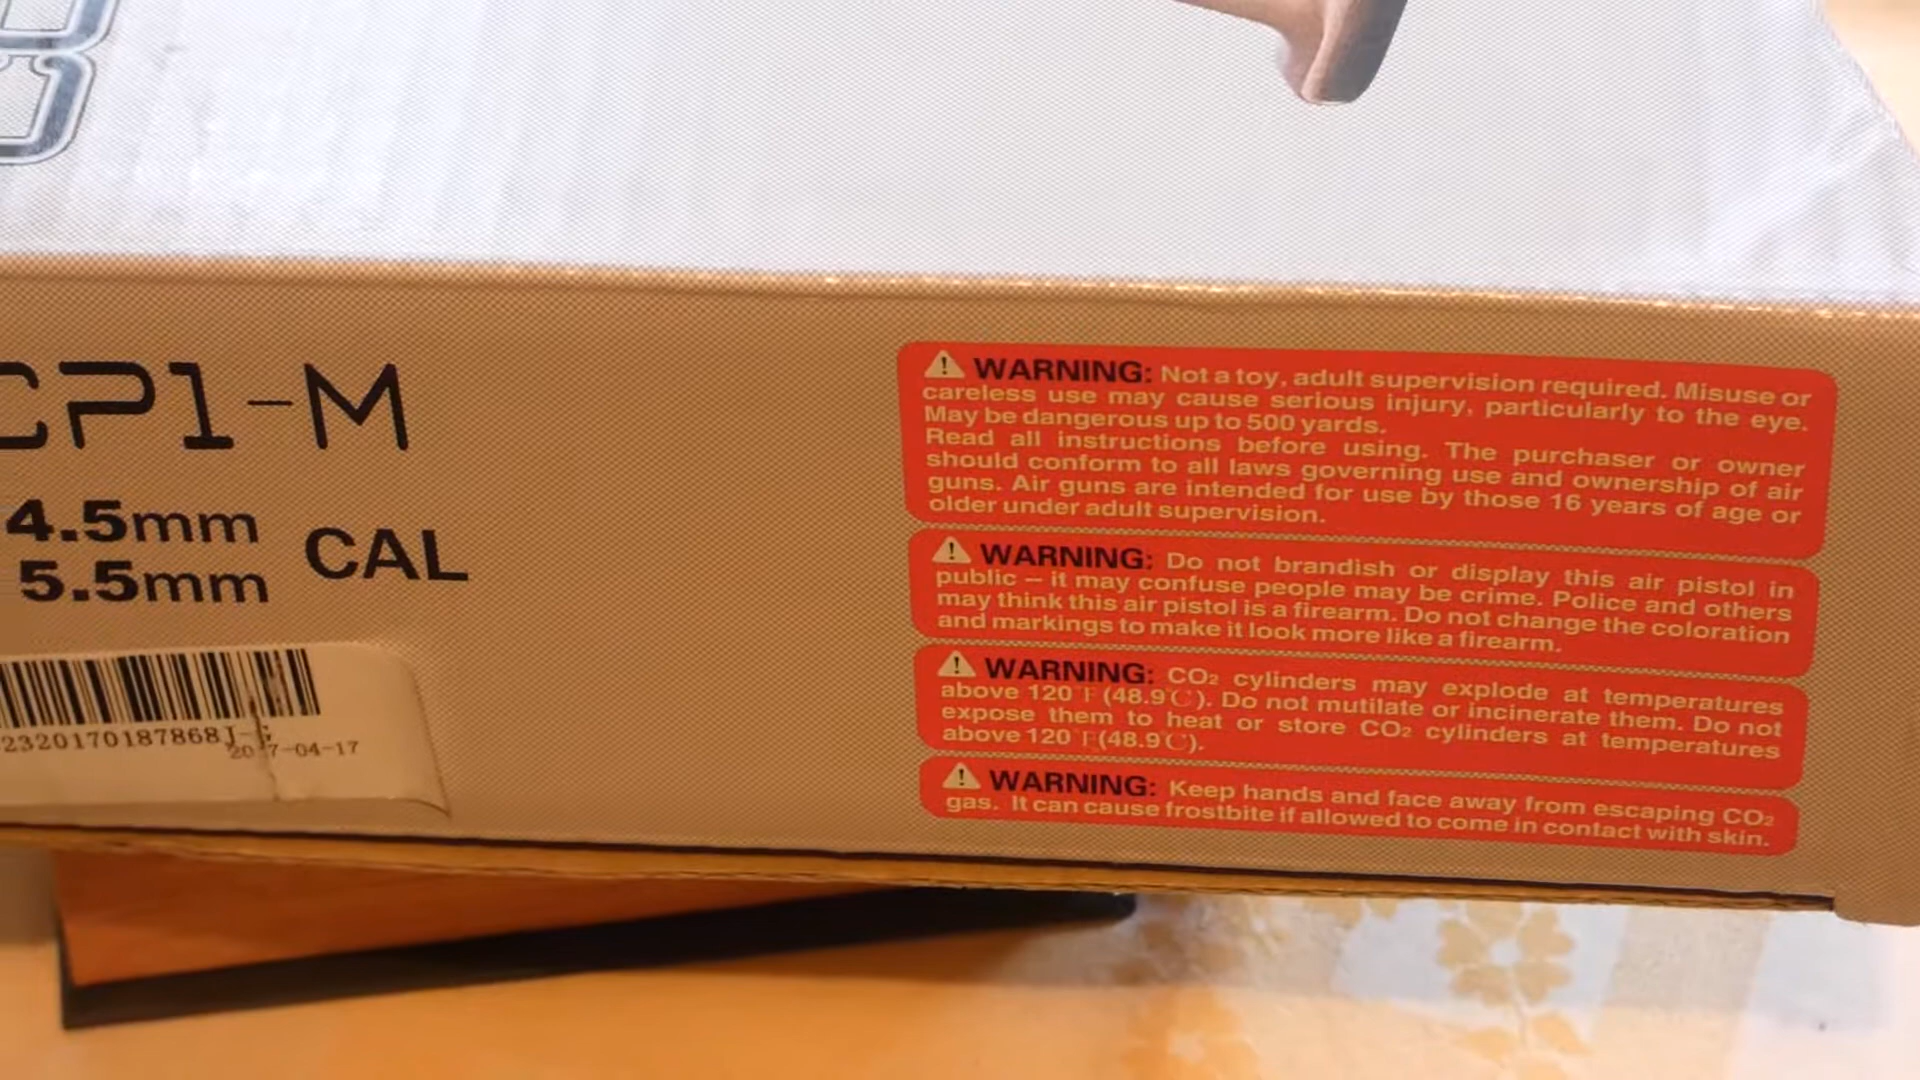 CP1-M
4.5mm
5.5mm CAL
2320170187868J-G
2017-04-17
WARNING: Not a toy, adult supervision required. Misuse or
careless use may cause serious injury, particularly to the eye.
May be dangerous up to 500 yards.
Read all instructions before using. The purchaser or owner
should conform to all laws governing use and ownership of air
guns. Air guns are intended for use by those 16 years of age or
older under adult supervision.
WARNING: Do not brandish or display this air pistol in
public – it may confuse people may be crime. Police and others
may think this air pistol is a firearm. Do not change the coloration
and markings to make it look more like a firearm.
WARNING: CO₂ cylinders may explode at temperatures
above 120°F (48.9°C). Do not mutilate or incinerate them. Do not
expose them to heat or store CO₂ cylinders at temperatures
above 120°F (48.9°C).
WARNING: Keep hands and face away from escaping CO₂
gas. It can cause frostbite if allowed to come in contact with skin.